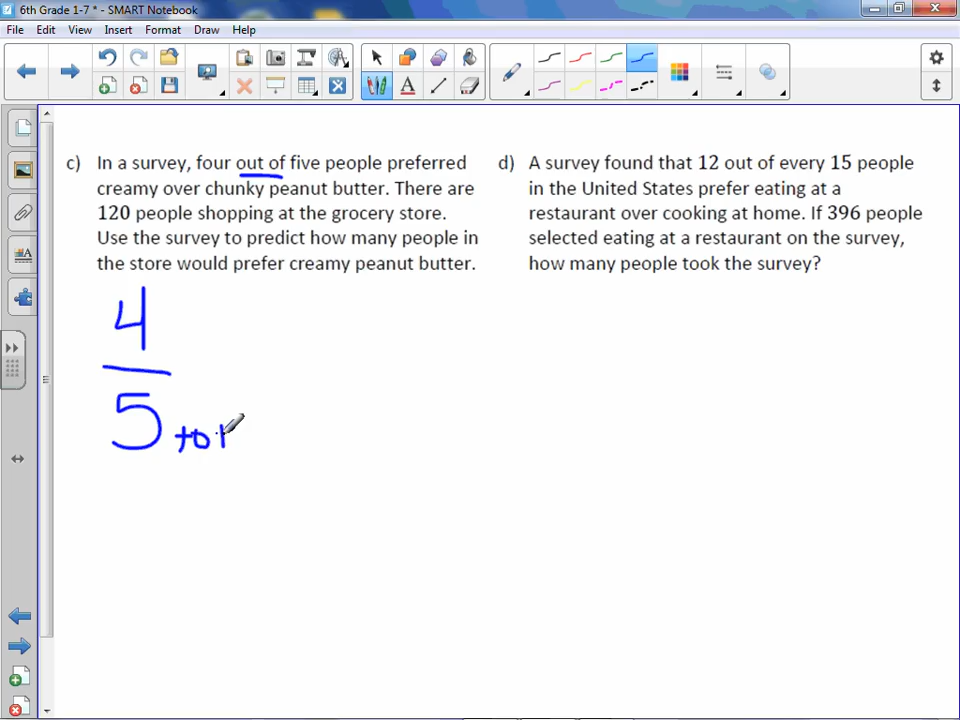 6th Grade 1-7 * - SMART Notebook
File Edit View Insert Format Draw Help
c) In a survey, four out of five people preferred
creamy over chunky peanut butter. There are
120 people shopping at the grocery store.
Use the survey to predict how many people in
the store would prefer creamy peanut butter.
4
5 tot
d) A survey found that 12 out of every 15 people
in the United States prefer eating at a
restaurant over cooking at home. If 396 people
selected eating at a restaurant on the survey,
how many people took the survey?